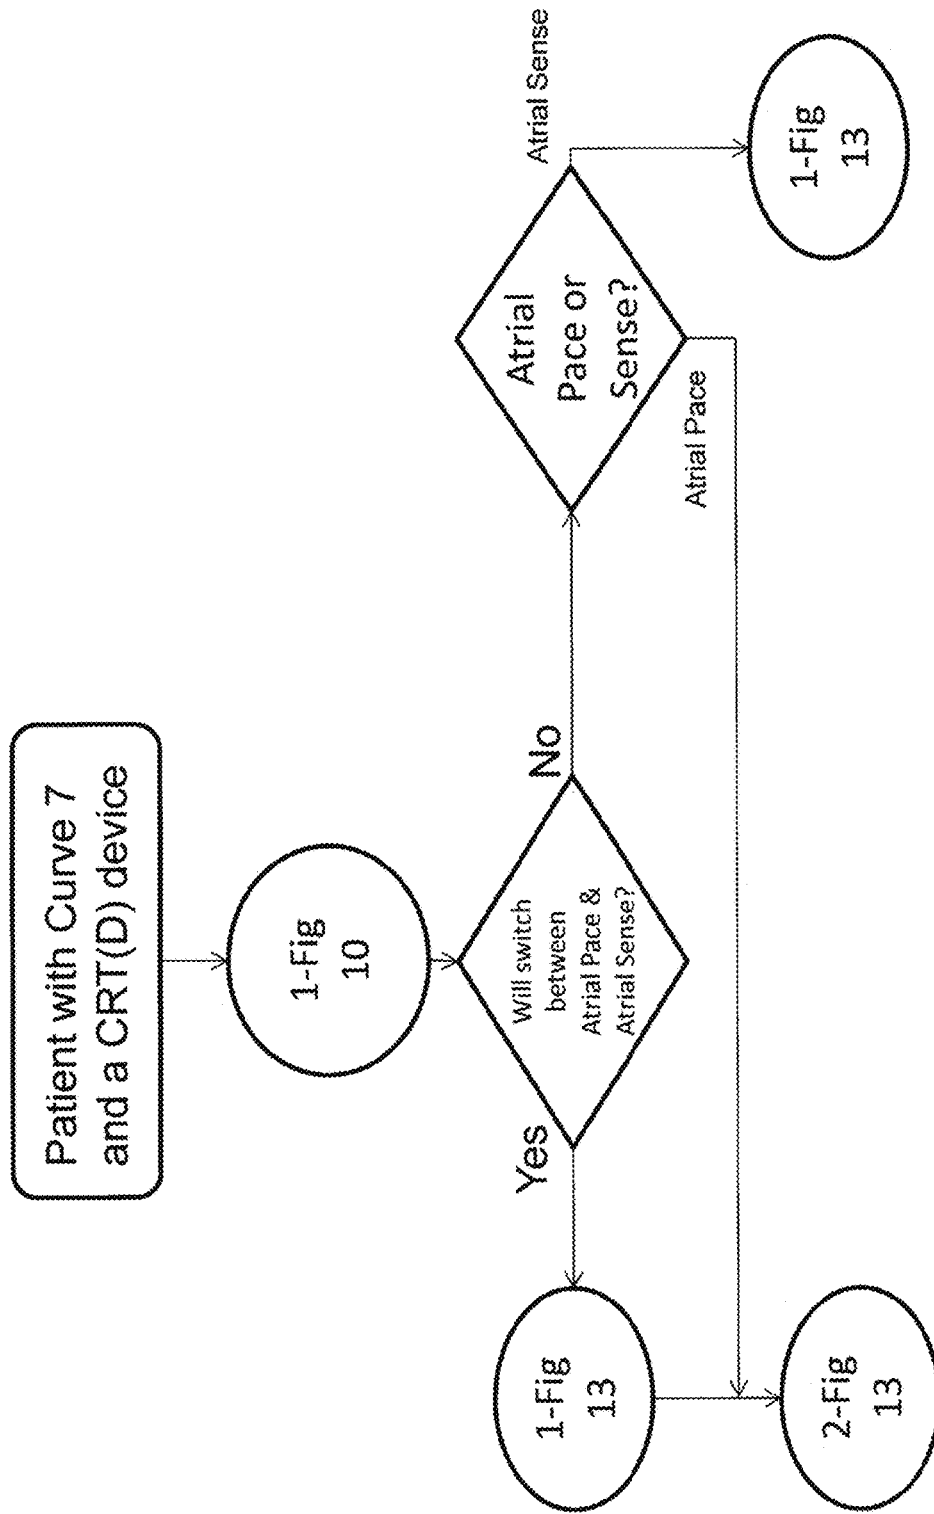 Patient with Curve 7
and a CRT(D) device
1-Fig
10
Will switch
between
Atrial Pace &
Atrial Sense?
Yes
No
1-Fig
13
2-Fig
13
Atrial
Pace or
Sense?
Atrial Pace
Atrial Sense
1-Fig
13